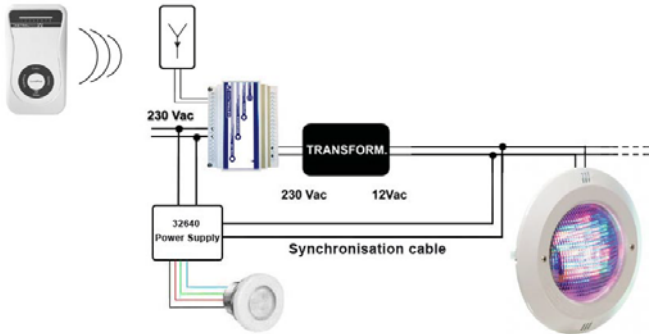 230 Vac
TRANSFORM.
230 Vac
12Vac
32640
Power Supply
Synchronisation cable